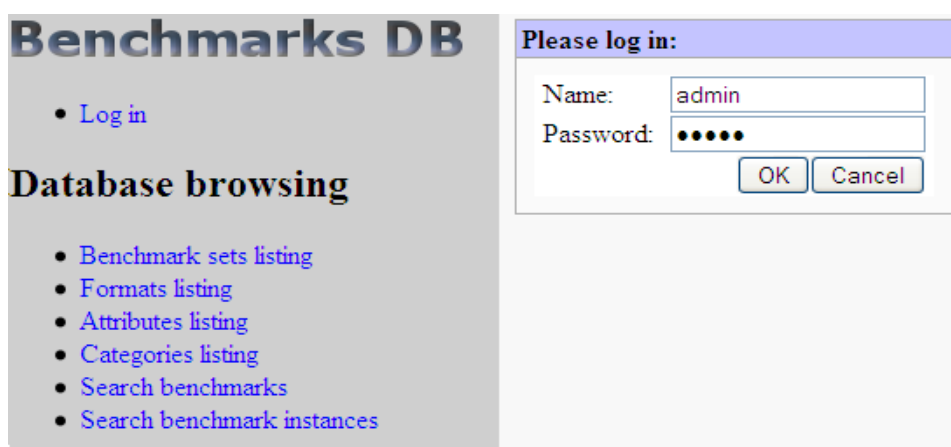 Benchmarks DB
Log in
Database browsing
Benchmark sets listing
Formats listing
Attributes listing
Categories listing
Search benchmarks
Search benchmark instances
Please log in:
Name: admin
Password: •••••
OK Cancel